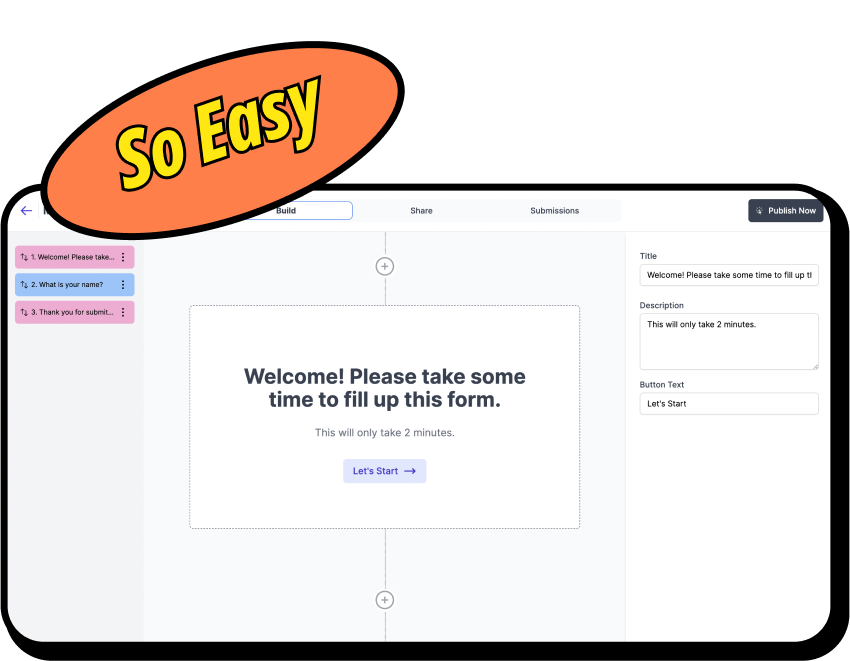 So Easy
Build
Share
Submissions
Publish Now
1. Welcome! Please take...
2. What is your name?
3. Thank you for submit...
Welcome! Please take some
time to fill up this form.
This will only take 2 minutes.
Let's Start
Title
Welcome! Please take some time to fill up tl
Description
This will only take 2 minutes.
Button Text
Let's Start